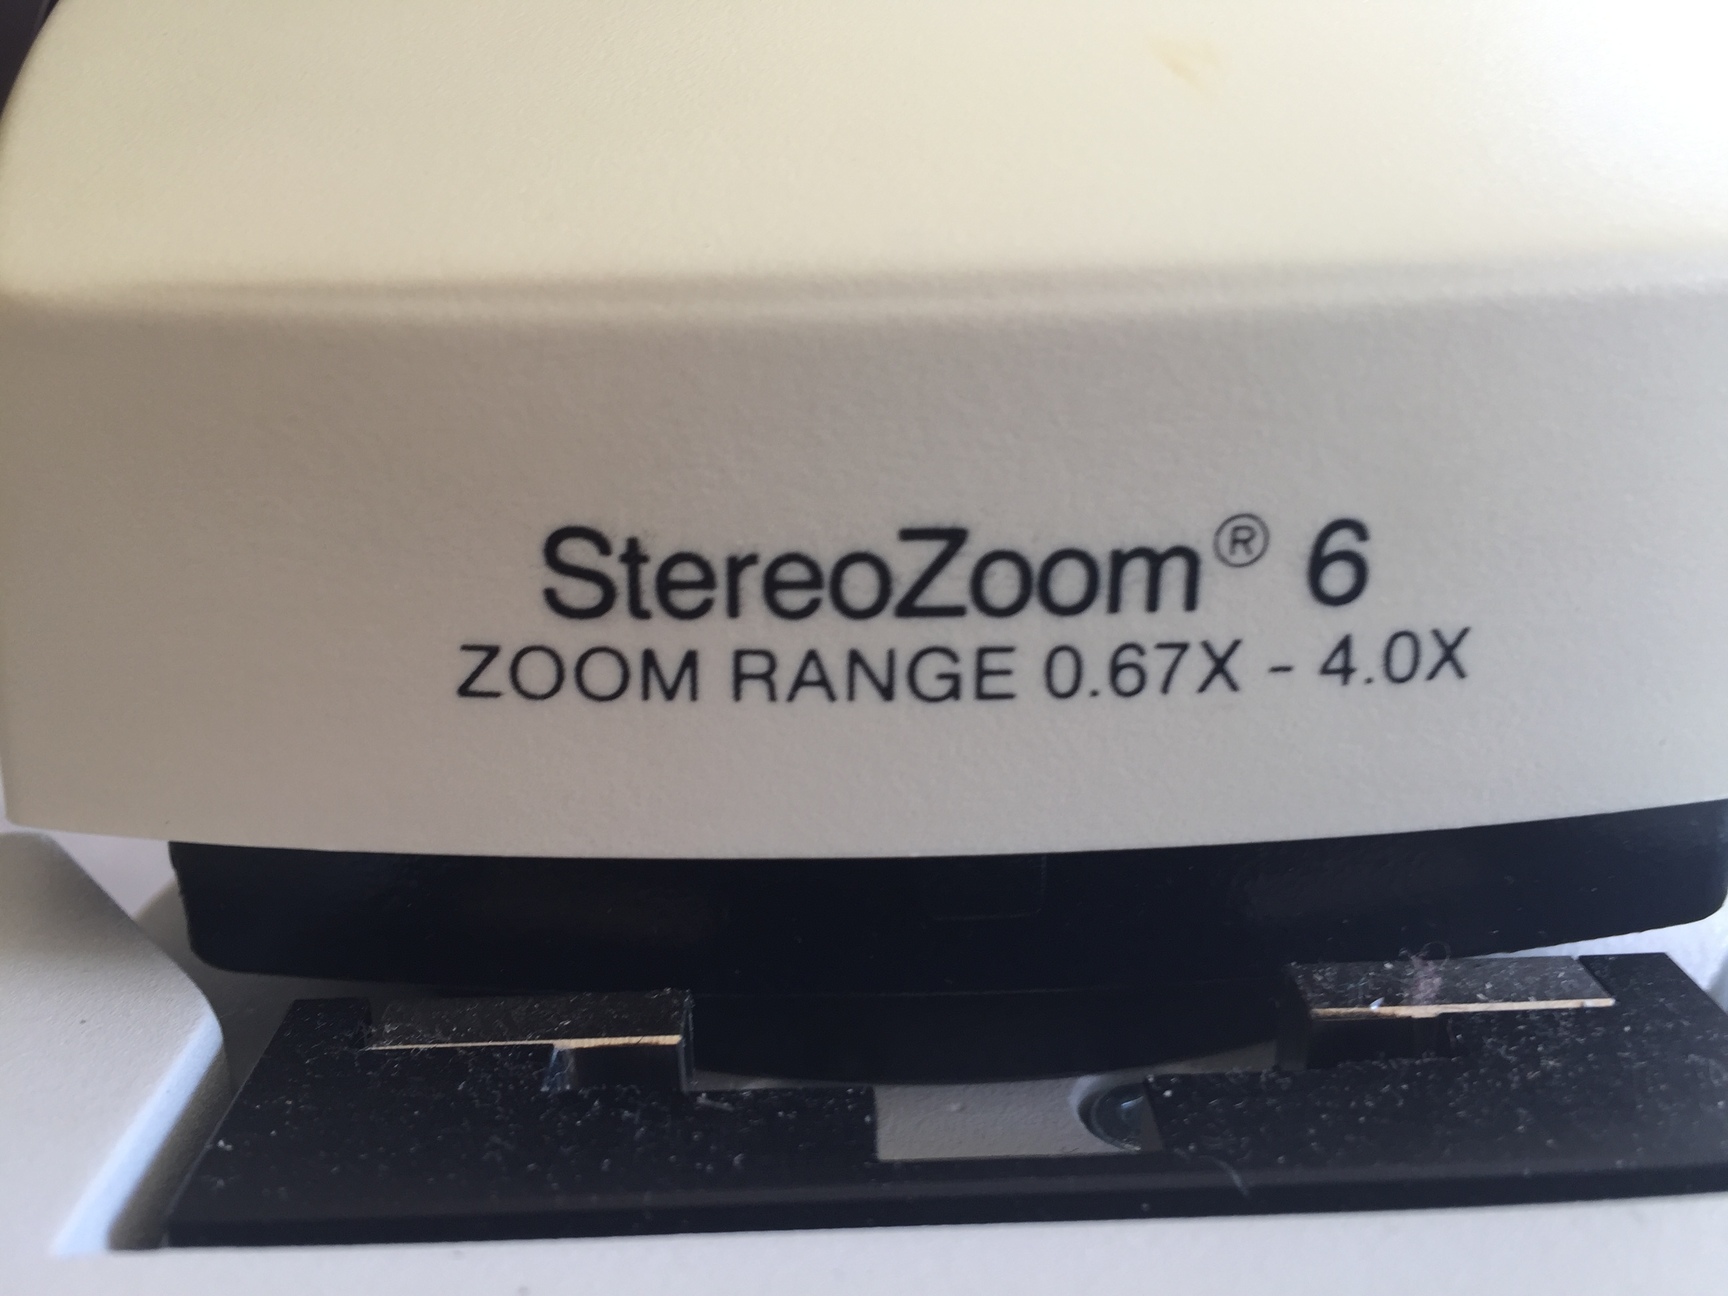 StereoZoom® 6
ZOOM RANGE 0.67X - 4.0X